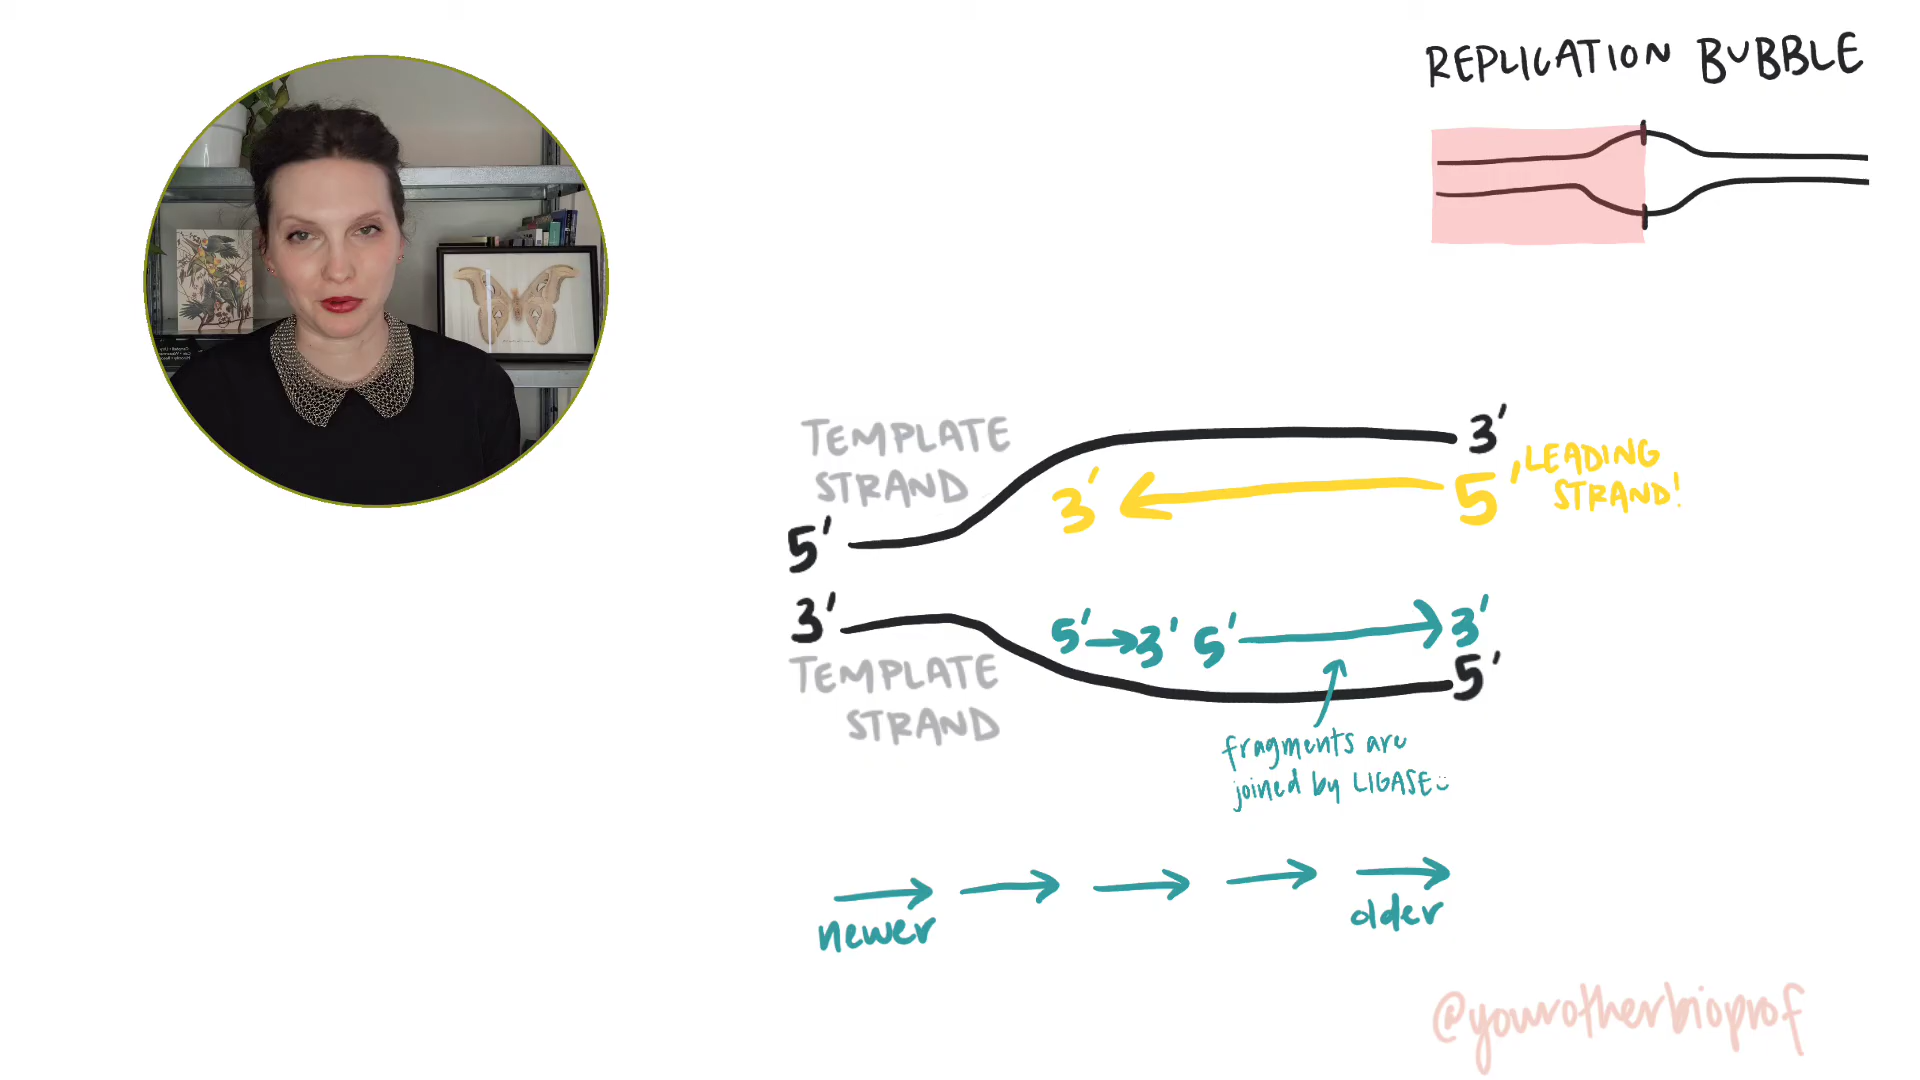 REPLICATION BUBBLE
TEMPLATE
STRAND
3'
5'
3'
5'
LEADING
STRAND!
3'
5'→3' 5'
3'
5'
TEMPLATE
STRAND
fragments are
joined by LIGASE
newer
older
@yourotherbioprof